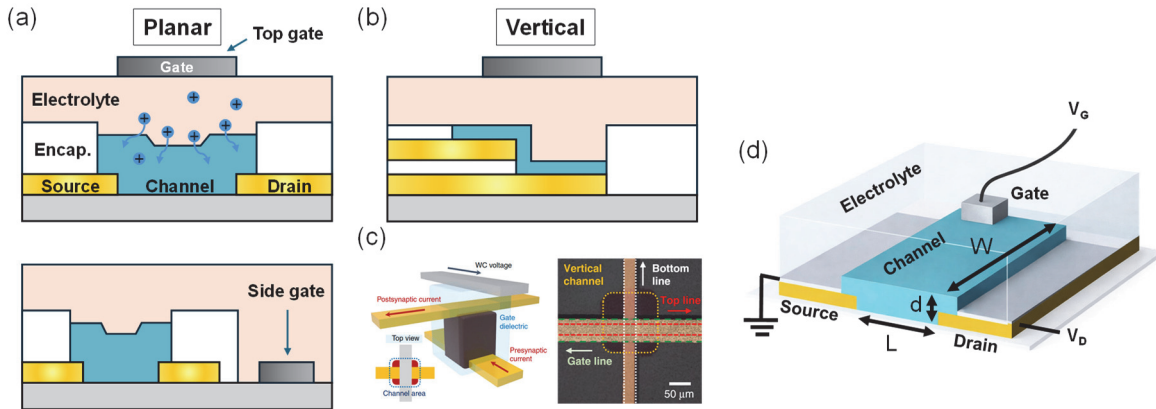 (a)
Planar
Top gate
Gate
Electrolyte
Encap.
Source
Channel
Drain
Side gate
(b)
Vertical
(c)
WC voltage
Postsynaptic current
Gate
dielectric
Top view
Presynaptic
current
Channel area
Vertical
channel
Bottom
line
Top line
Gate line
50 μm
(d)
V_G
Electrolyte
Gate
Channel
W
d
Source
L
Drain
V_D